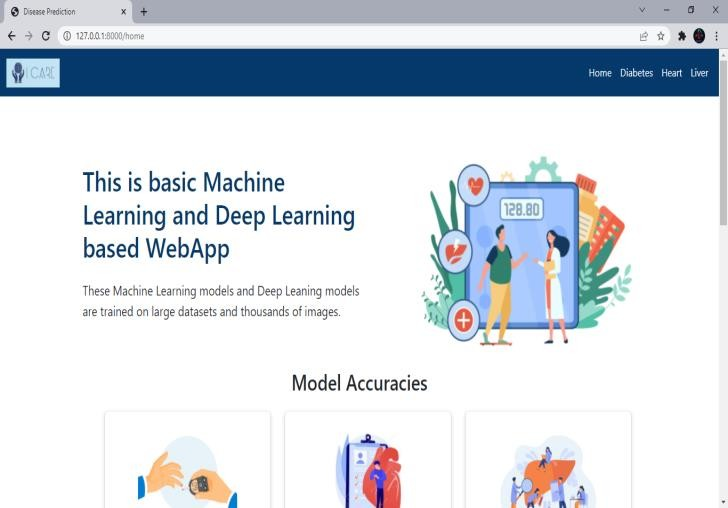 Disease Prediction
127.0.0.1:8000/home
I CARE
Home Diabetes Heart Liver
This is basic Machine
Learning and Deep Learning
based WebApp
These Machine Learning models and Deep Leaning models
are trained on large datasets and thousands of images.
128.80
Model Accuracies